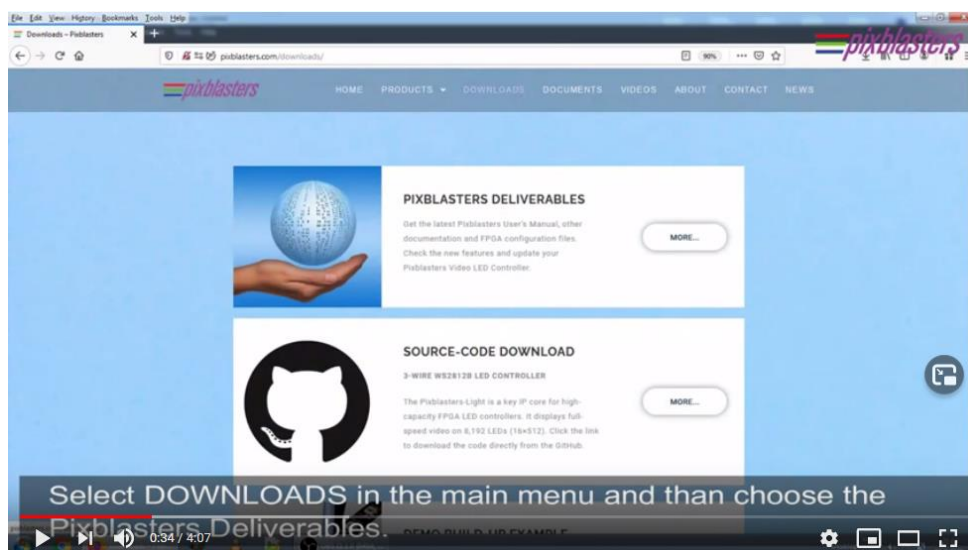 File Edit View History Bookmarks Tools Help
Downloads – Pixblasters
pixblasters.com/downloads/
90%
pixblasters
pixblasters
HOME PRODUCTS DOWNLOADS DOCUMENTS VIDEOS ABOUT CONTACT NEWS
PIXBLASTERS DELIVERABLES
Get the latest Pixblasters User's Manual, other
documentation and FPGA configuration files.
Check the new features and update your
Pixblasters Video LED Controller.
MORE...
SOURCE-CODE DOWNLOAD
3-WIRE WS2812B LED CONTROLLER
The Pixblasters-Light is a key IP core for high-
capacity FPGA LED controllers. It displays full-
speed video on 8,192 LEDs (16×512). Click the link
to download the code directly from the GitHub.
MORE...
Select DOWNLOADS in the main menu and than choose the
Pixblasters Deliverables.
DEMO BUILD-UP EXAMPLE
0:34 / 4:07